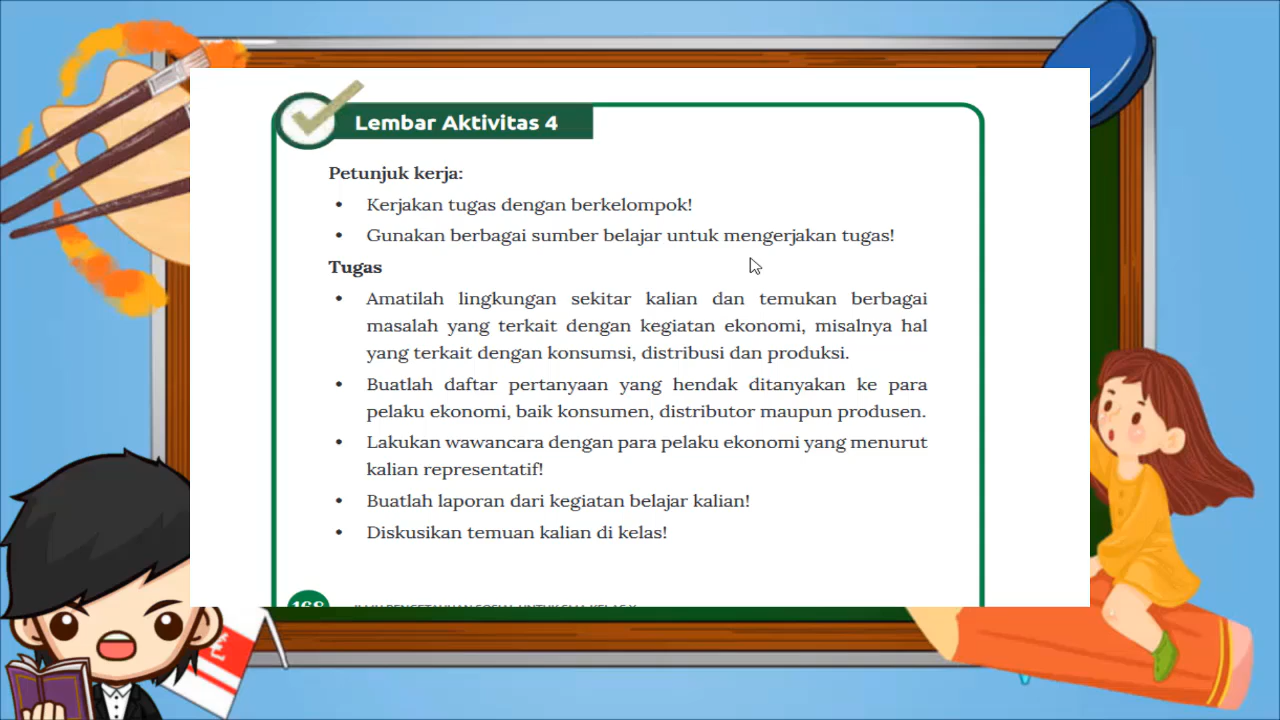 Lembar Aktivitas 4
Petunjuk kerja:
• Kerjakan tugas dengan berkelompok!
• Gunakan berbagai sumber belajar untuk mengerjakan tugas!
Tugas
• Amatilah lingkungan sekitar kalian dan temukan berbagai
masalah yang terkait dengan kegiatan ekonomi, misalnya hal
yang terkait dengan konsumsi, distribusi dan produksi.
• Buatlah daftar pertanyaan yang hendak ditanyakan ke para
pelaku ekonomi, baik konsumen, distributor maupun produsen.
• Lakukan wawancara dengan para pelaku ekonomi yang menurut
kalian representatif!
• Buatlah laporan dari kegiatan belajar kalian!
• Diskusikan temuan kalian di kelas!
168